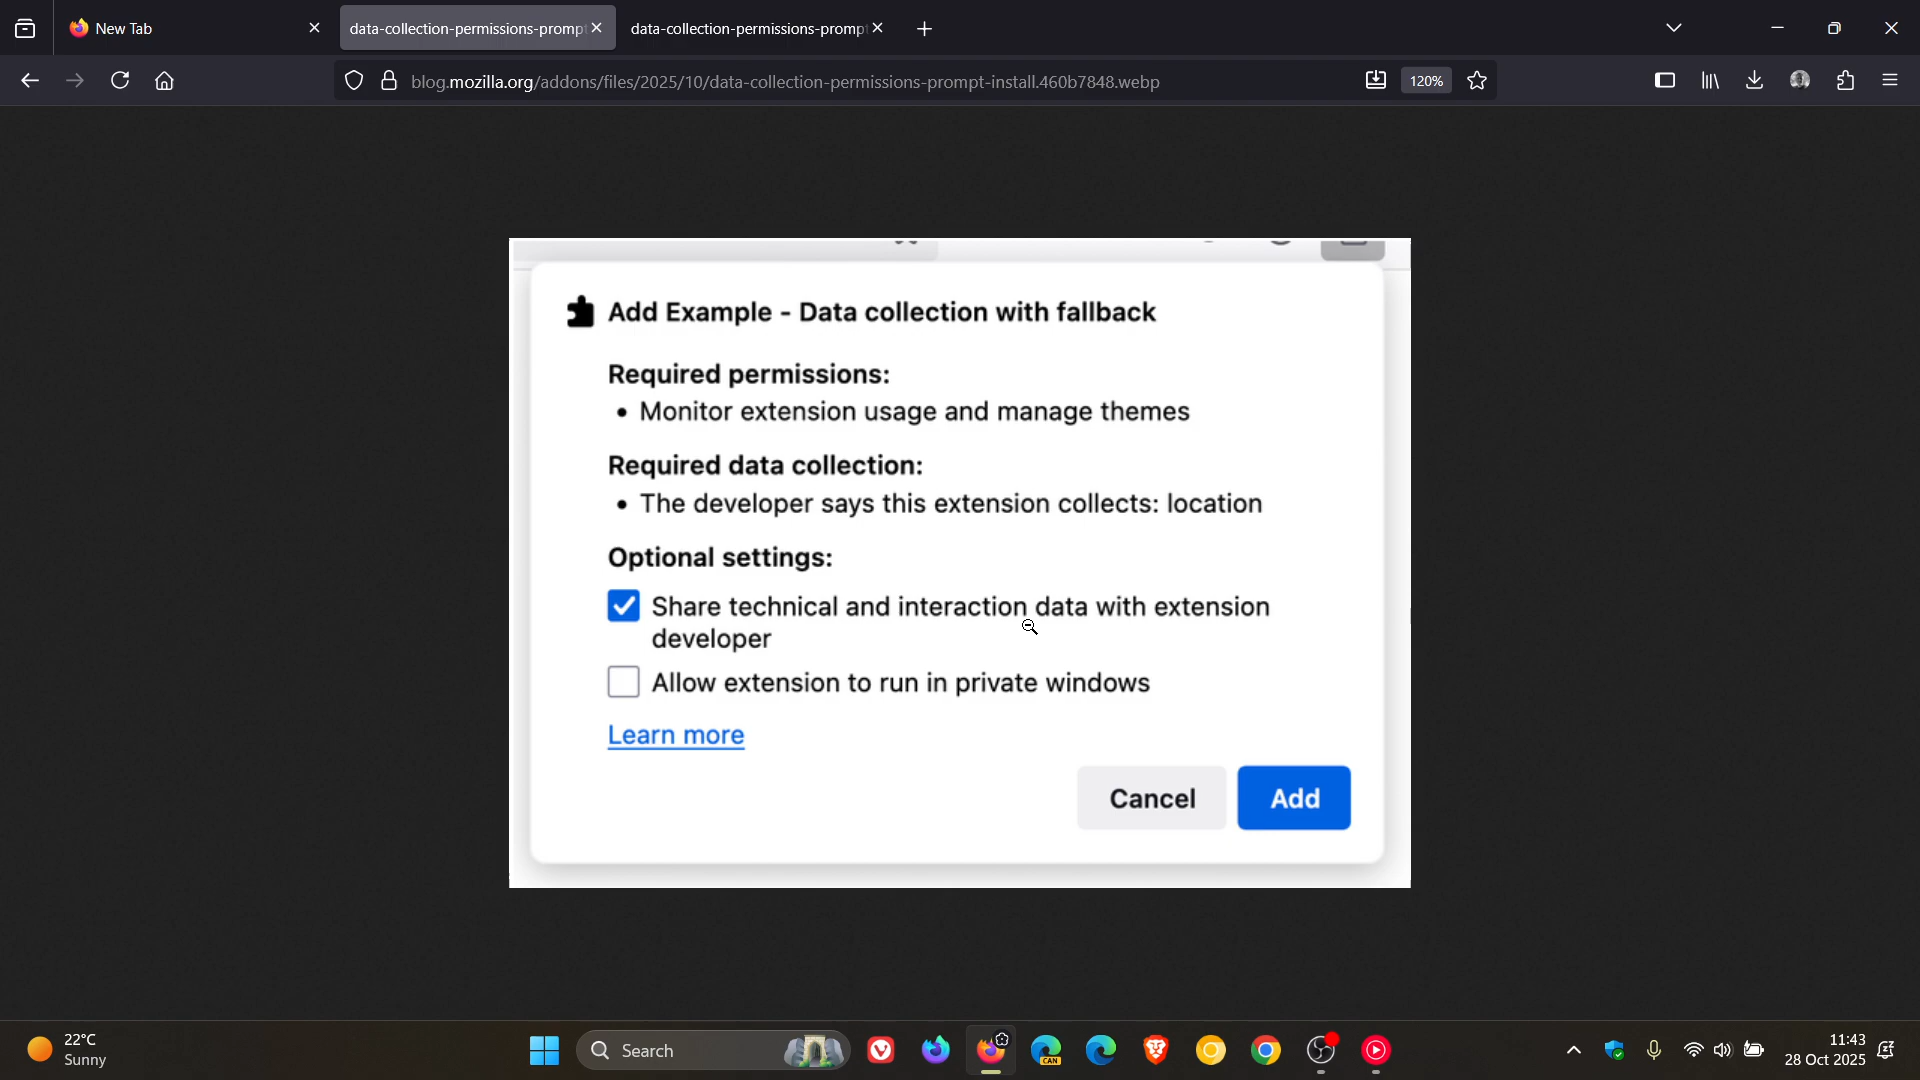 New Tab
data-collection-permissions-promp
data-collection-permissions-promp
blog.mozilla.org/addons/files/2025/10/data-collection-permissions-prompt-install.460b7848.webp
120%
Add Example - Data collection with fallback
Required permissions:
• Monitor extension usage and manage themes
Required data collection:
• The developer says this extension collects: location
Optional settings:
Share technical and interaction data with extension
developer
Allow extension to run in private windows
Learn more
Cancel
Add
22°C
Sunny
Search
CAN
11:43
28 Oct 2025